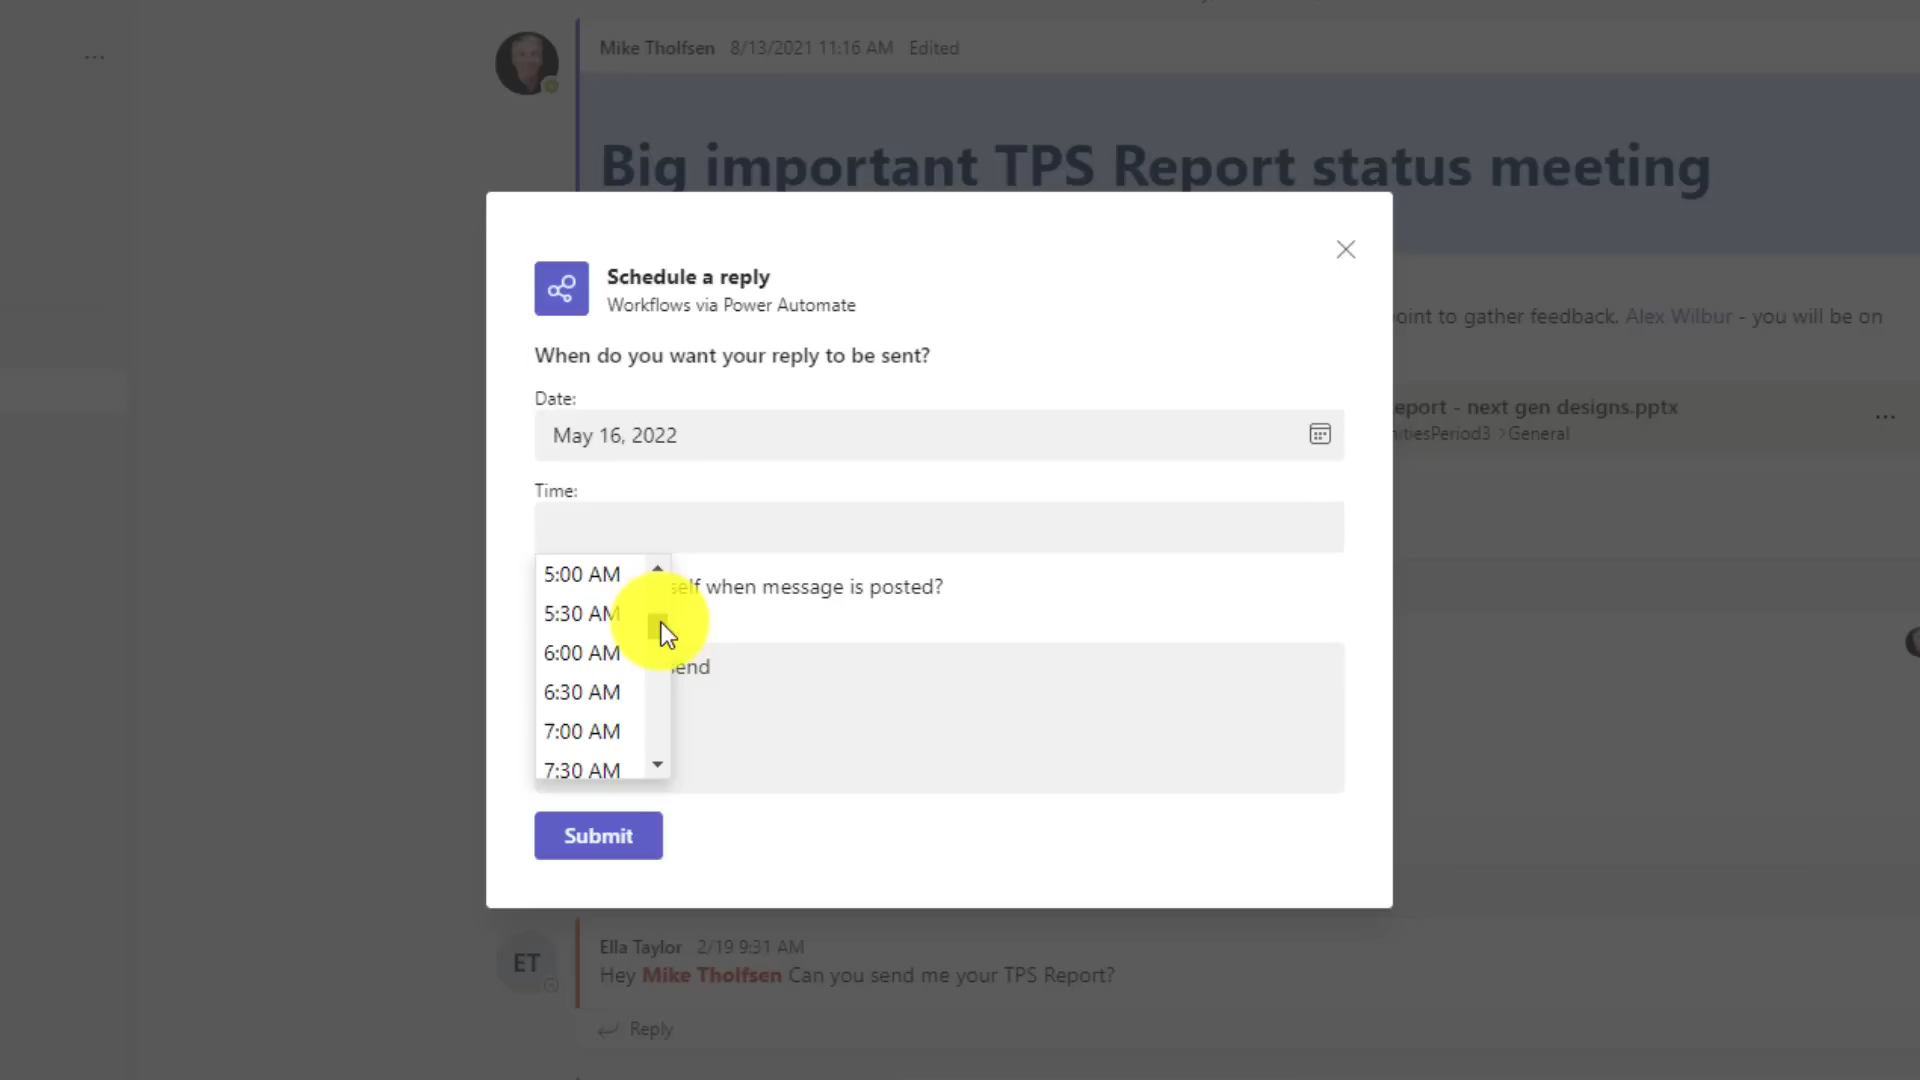 Mike Tholfsen 8/13/2021 11:16 AM Edited
Big important TPS Report status meeting
Schedule a reply
Workflows via Power Automate
oint to gather feedback. Alex Wilbur - you will be on
When do you want your reply to be sent?
Date:
eport - next gen designs.pptx
May 16, 2022
nitiesPeriod3 > General
Time:
5:00 AM
self when message is posted?
5:30 AM
6:00 AM
end
6:30 AM
7:00 AM
7:30 AM
Submit
Ella Taylor 2/19 9:31 AM
ET
Hey Mike Tholfsen Can you send me your TPS Report?
Reply